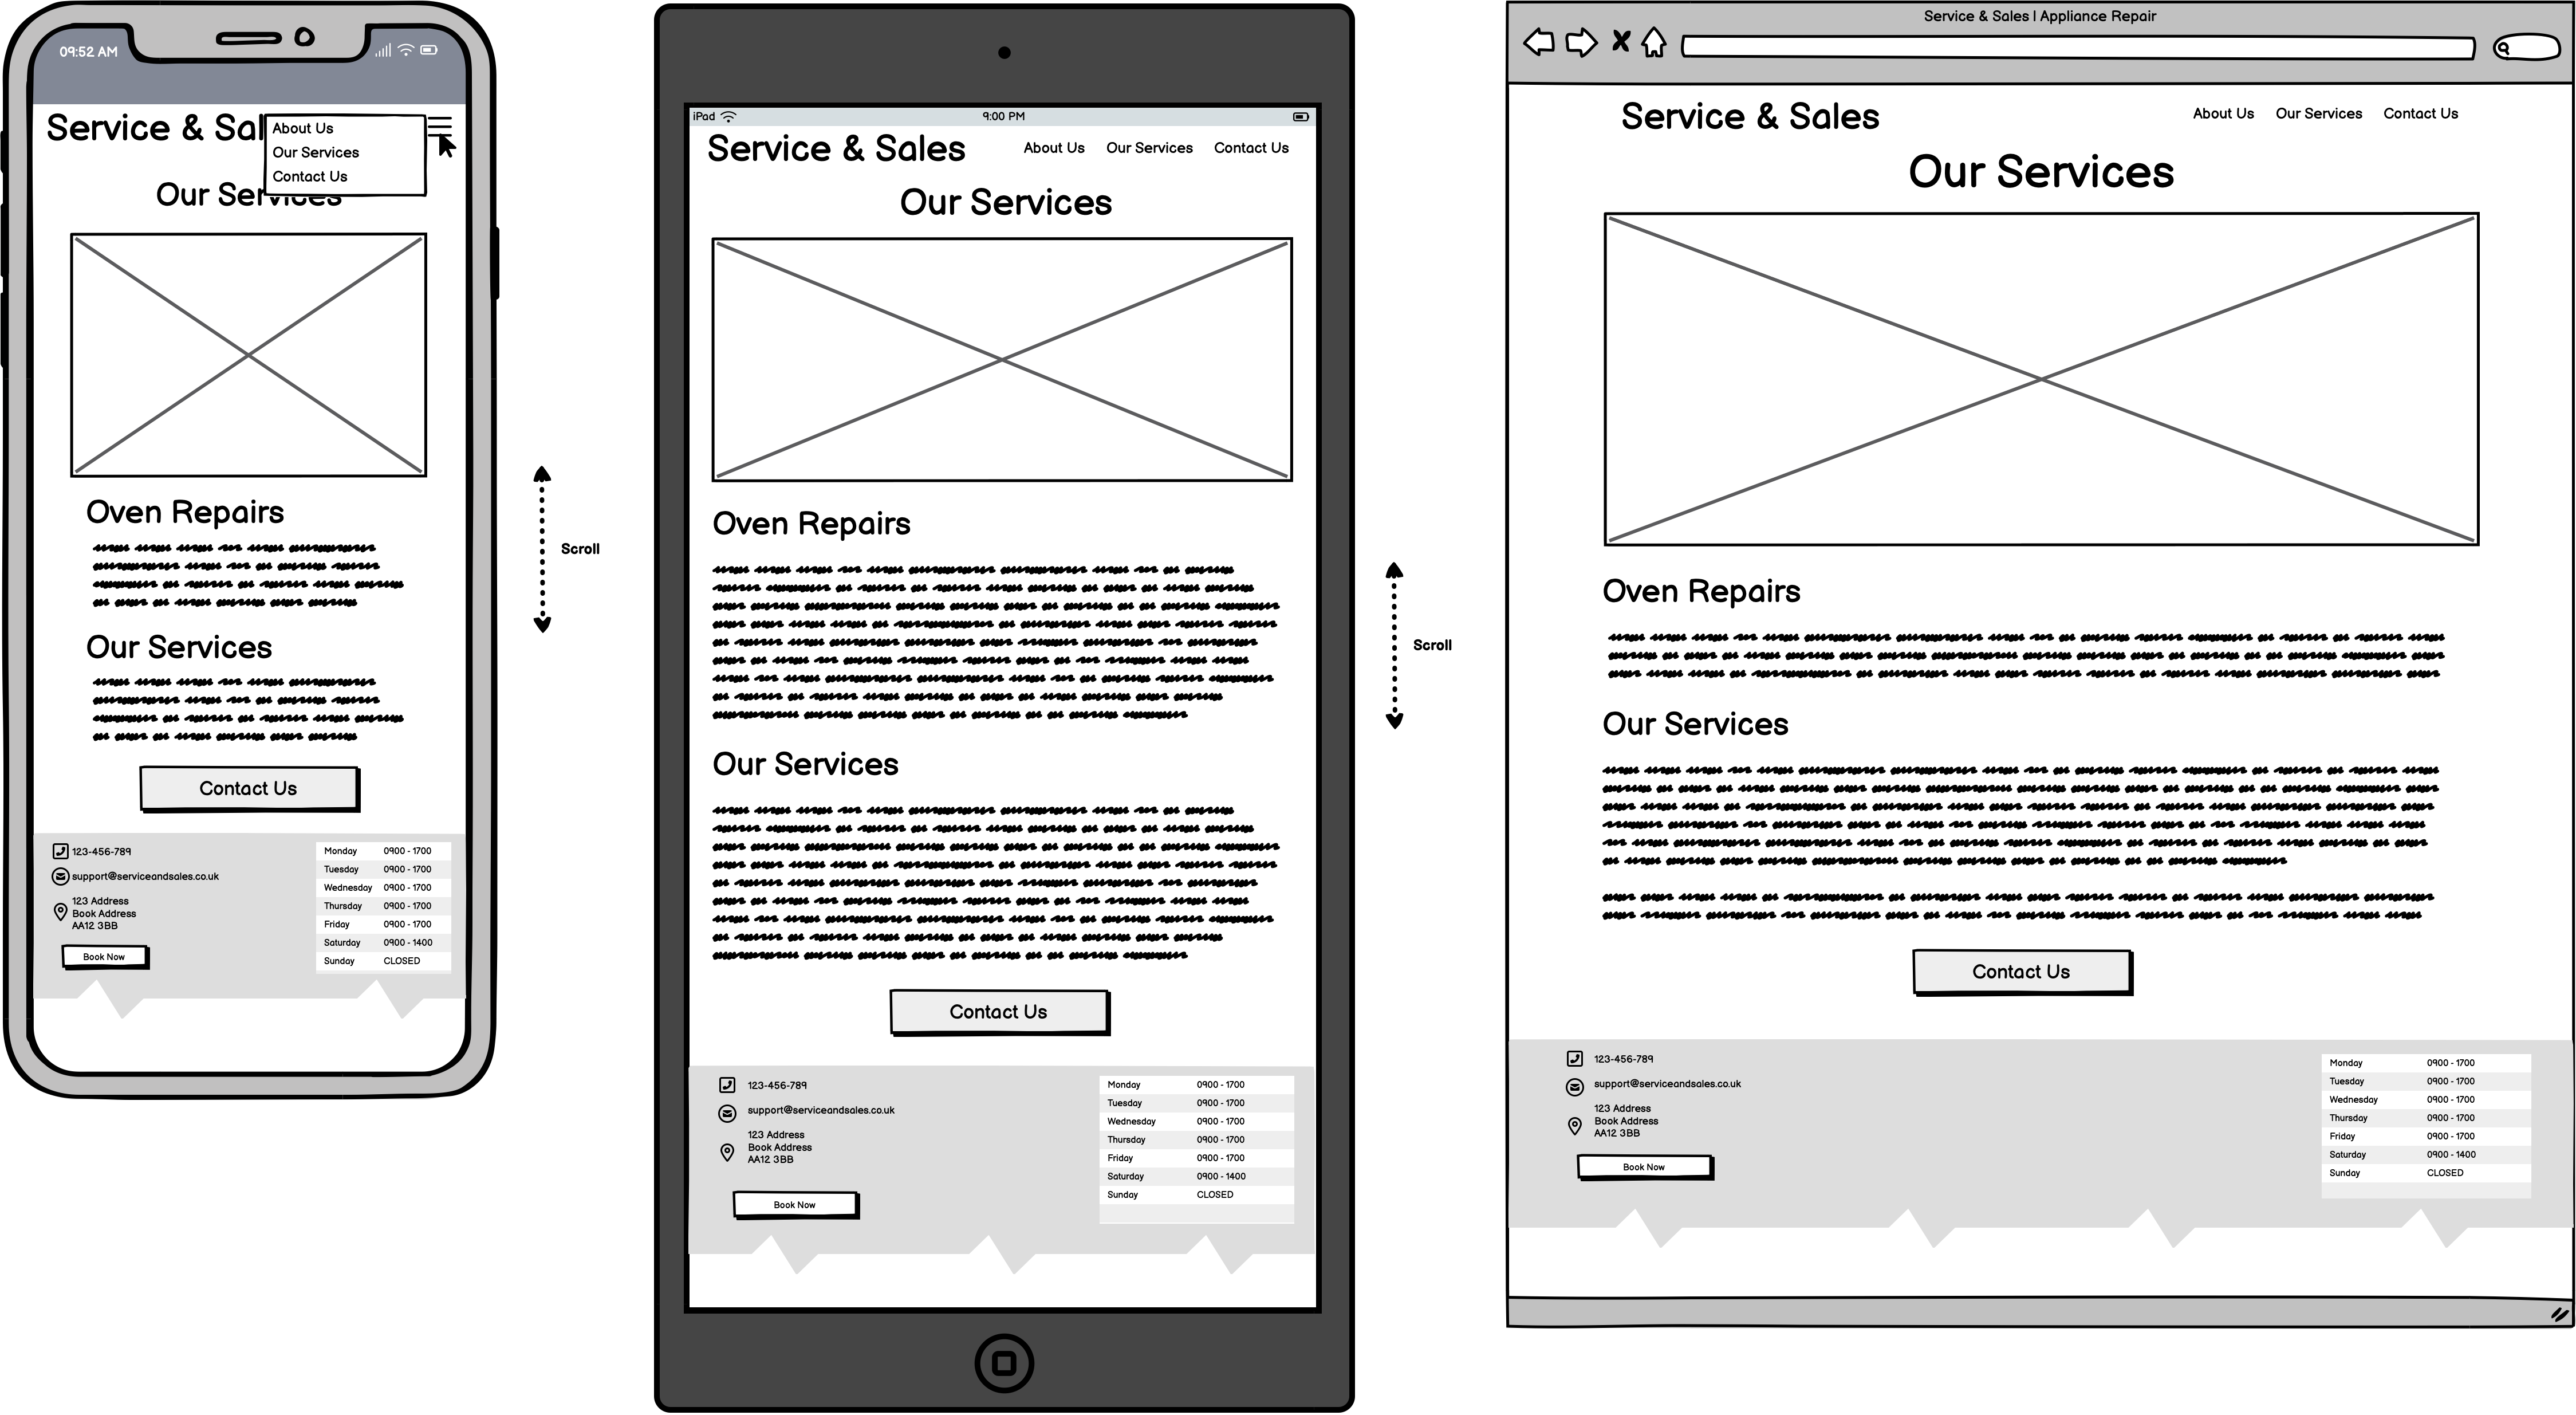 09:52 AM
Service & Sal
About Us
Our Services
Contact Us
Our Services
Oven Repairs
Our Services
Contact Us
123-456-789
support@serviceandsales.co.uk
123 Address
Book Address
AA12 3BB
Book Now
Monday 0900 - 1700
Tuesday 0900 - 1700
Wednesday 0900 - 1700
Thursday 0900 - 1700
Friday 0900 - 1700
Saturday 0900 - 1400
Sunday CLOSED
Scroll
iPad 9:00 PM
Service & Sales About Us Our Services Contact Us
Our Services
Oven Repairs
Our Services
Contact Us
123-456-789
support@serviceandsales.co.uk
123 Address
Book Address
AA12 3BB
Book Now
Monday 0900 - 1700
Tuesday 0900 - 1700
Wednesday 0900 - 1700
Thursday 0900 - 1700
Friday 0900 - 1700
Saturday 0900 - 1400
Sunday CLOSED
Scroll
Service & Sales | Appliance Repair
Service & Sales About Us Our Services Contact Us
Our Services
Oven Repairs
Our Services
Contact Us
123-456-789
support@serviceandsales.co.uk
123 Address
Book Address
AA12 3BB
Book Now
Monday 0900 - 1700
Tuesday 0900 - 1700
Wednesday 0900 - 1700
Thursday 0900 - 1700
Friday 0900 - 1700
Saturday 0900 - 1400
Sunday CLOSED